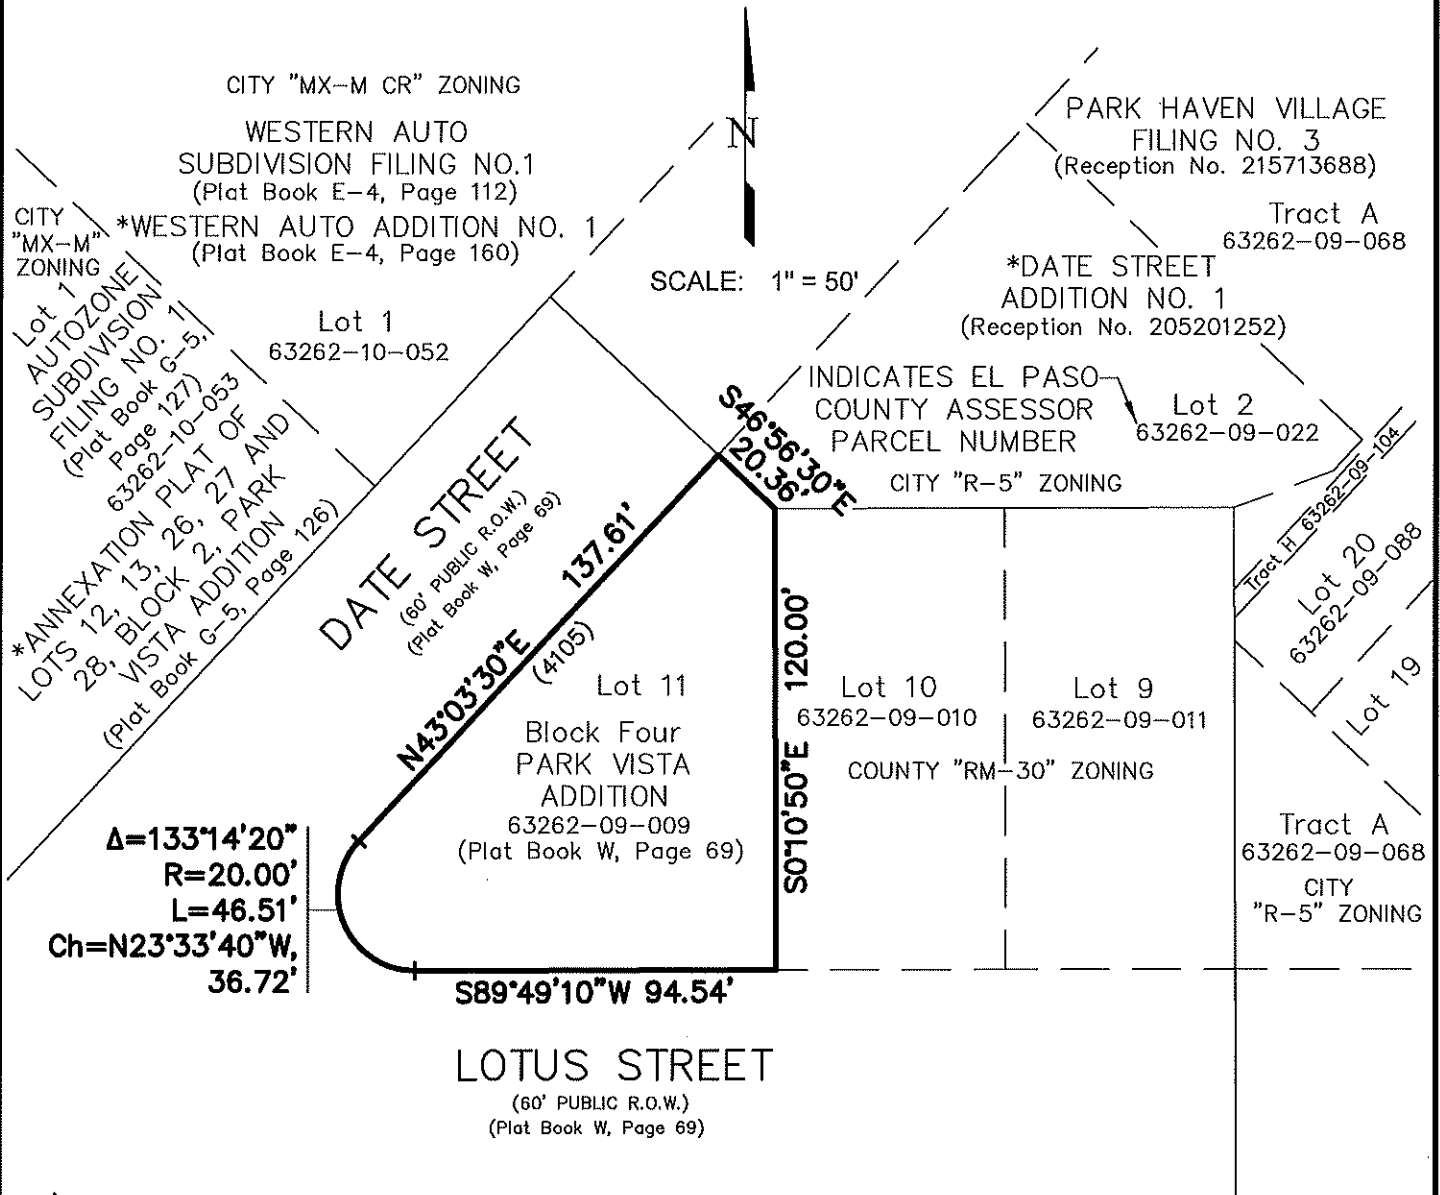 CITY "MX-M CR" ZONING
WESTERN AUTO
SUBDIVISION FILING NO.1
(Plat Book E-4, Page 112)
*WESTERN AUTO ADDITION NO. 1
(Plat Book E-4, Page 160)
Lot 1
63262-10-052
CITY
"MX-M"
ZONING
Lot 1
AUTOZONE
SUBDIVISION
FILING NO. 1
(Plat Book G-5,
Page 127)
63262-10-053
*ANNEXATION PLAT OF
LOTS 12, 13, 26, 27 AND
28, BLOCK 2, PARK
VISTA ADDITION
(Plat Book G-5, Page 126)
N
SCALE: 1" = 50'
PARK HAVEN VILLAGE
FILING NO. 3
(Reception No. 215713688)
Tract A
63262-09-068
*DATE STREET
ADDITION NO. 1
(Reception No. 205201252)
INDICATES EL PASO
COUNTY ASSESSOR
PARCEL NUMBER
Lot 2
63262-09-022
CITY "R-5" ZONING
S46°56'30"E
20.36'
DATE STREET
(60' PUBLIC R.O.W.)
(Plat Book W, Page 69)
137.61'
N43°03'30"E
(4105)
Lot 11
Block Four
PARK VISTA
ADDITION
63262-09-009
(Plat Book W, Page 69)
120.00'
S0°10'50"E
Lot 10
63262-09-010
Lot 9
63262-09-011
COUNTY "RM-30" ZONING
Tract H 63262-09-104
Lot 20
63262-09-088
Lot 19
Tract A
63262-09-068
CITY
"R-5" ZONING
Δ=133°14'20"
R=20.00'
L=46.51'
Ch=N23°33'40"W,
36.72'
S89°49'10"W 94.54'
LOTUS STREET
(60' PUBLIC R.O.W.)
(Plat Book W, Page 69)